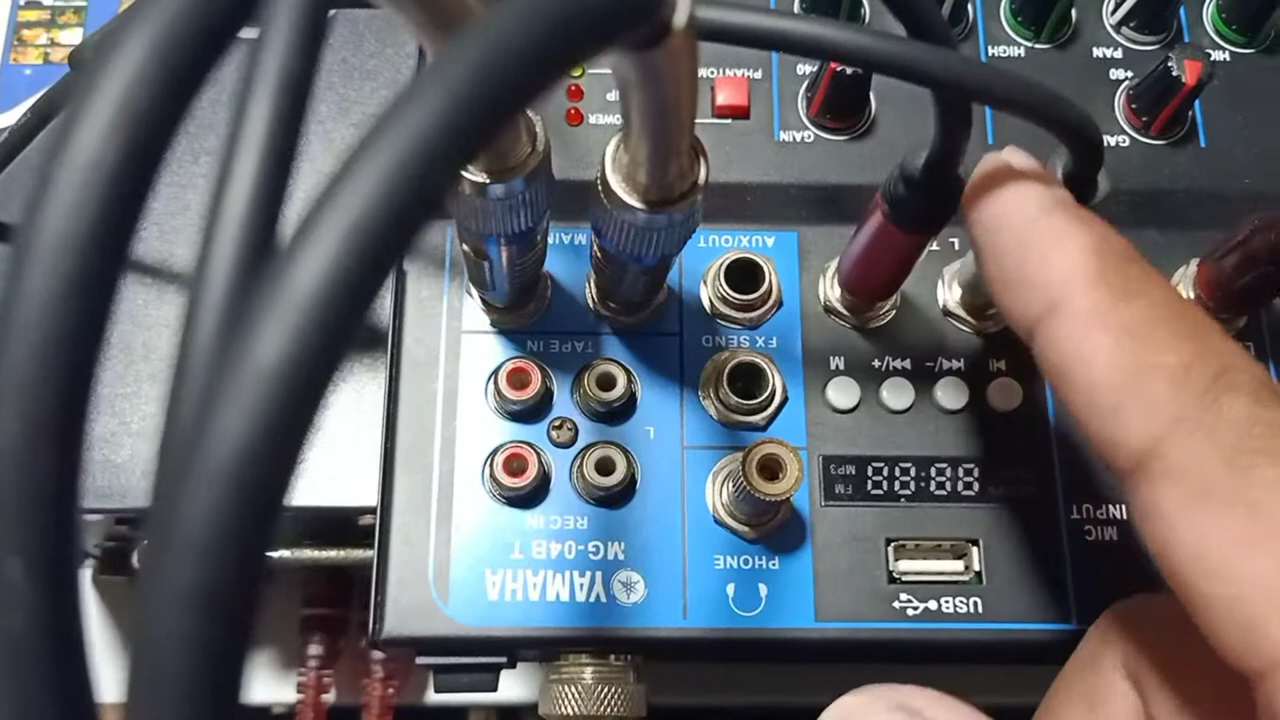 YAMAHA
MG-04B T
REC IN
TAPE IN
L
MAIN
PHONE
FX SEND
AUX/OUT
USB
FM
MP3
88:88
M
+/
-/
MIC
INPUT
L
PHANTOM
GAIN
+60
HIGH
PAN